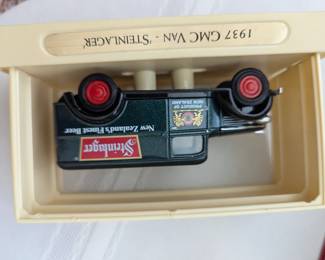 1937 GMC VAN - 'STEINLAGER'
PRODUCT OF
NEW ZEALAND
Steinlager
New Zealand's Finest Beer